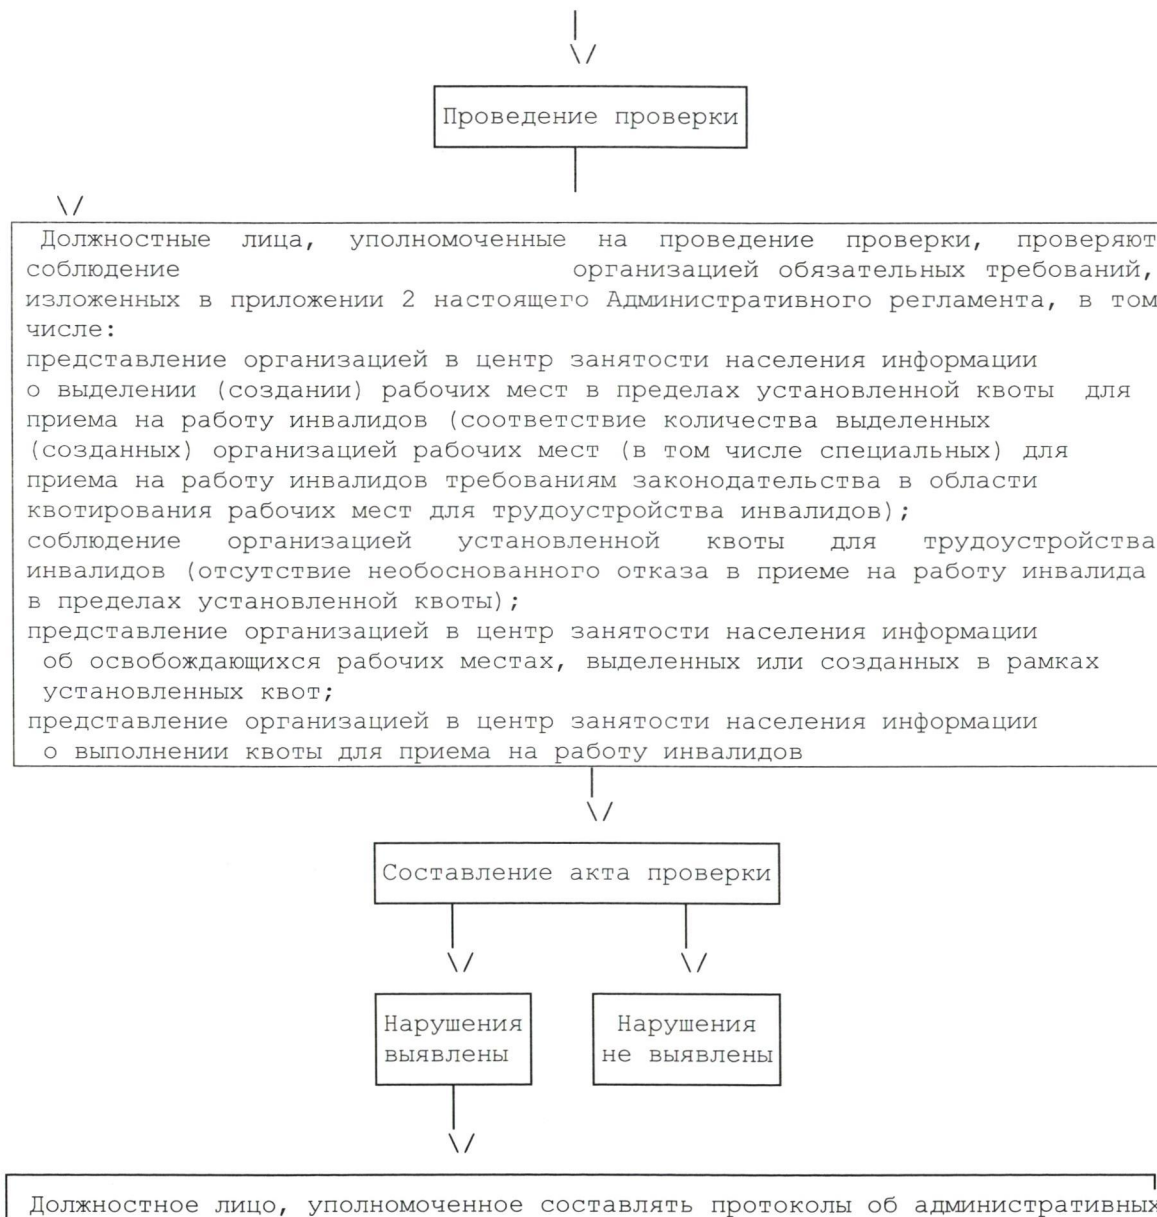 Проведение проверки
Должностные лица, уполномоченные на проведение проверки, проверяют
соблюдение организацией обязательных требований,
изложенных в приложении 2 настоящего Административного регламента, в том
числе:
представление организацией в центр занятости населения информации
о выделении (создании) рабочих мест в пределах установленной квоты для
приема на работу инвалидов (соответствие количества выделенных
(созданных) организацией рабочих мест (в том числе специальных) для
приема на работу инвалидов требованиям законодательства в области
квотирования рабочих мест для трудоустройства инвалидов);
соблюдение организацией установленной квоты для трудоустройства
инвалидов (отсутствие необоснованного отказа в приеме на работу инвалида
в пределах установленной квоты);
представление организацией в центр занятости населения информации
об освобождающихся рабочих местах, выделенных или созданных в рамках
установленных квот;
представление организацией в центр занятости населения информации
о выполнении квоты для приема на работу инвалидов
Составление акта проверки
Нарушения
выявлены
Нарушения
не выявлены
Должностное лицо, уполномоченное составлять протоколы об административных